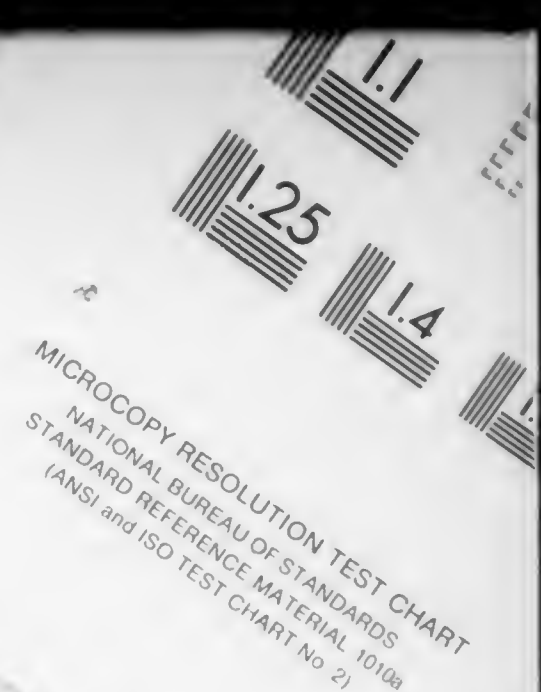 1.1
1.25
1.4
MICROCOPY RESOLUTION TEST CHART
NATIONAL BUREAU OF STANDARDS
STANDARD REFERENCE MATERIAL 1010a
(ANSI and ISO TEST CHART No 2)